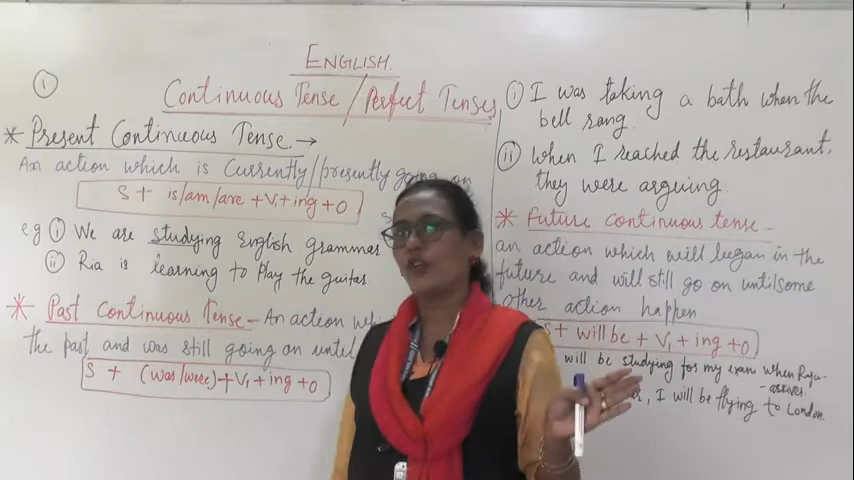 ENGLISH.
1
Continuous Tense / Perfect Tenses
* Present Continuous Tense. →
An action which is Currently/presently going on
S + is/am/are + V1 + ing + O
e.g (i) We are studying English grammar
(ii) Ria is learning to play the guitar
* Past Continuous Tense - An action
the past and was still going on until
S + (was/were) + V1 + ing + O
(i) I was taking a bath when the
bell rang.
(ii) When I reached the restaurant,
they were arguing.
* Future continuous tense -
an action which will began in the
future and will still go on until some
other action happen
S + will be + V1 + ing + O
will be studying for my exam when
I will be flying to London.